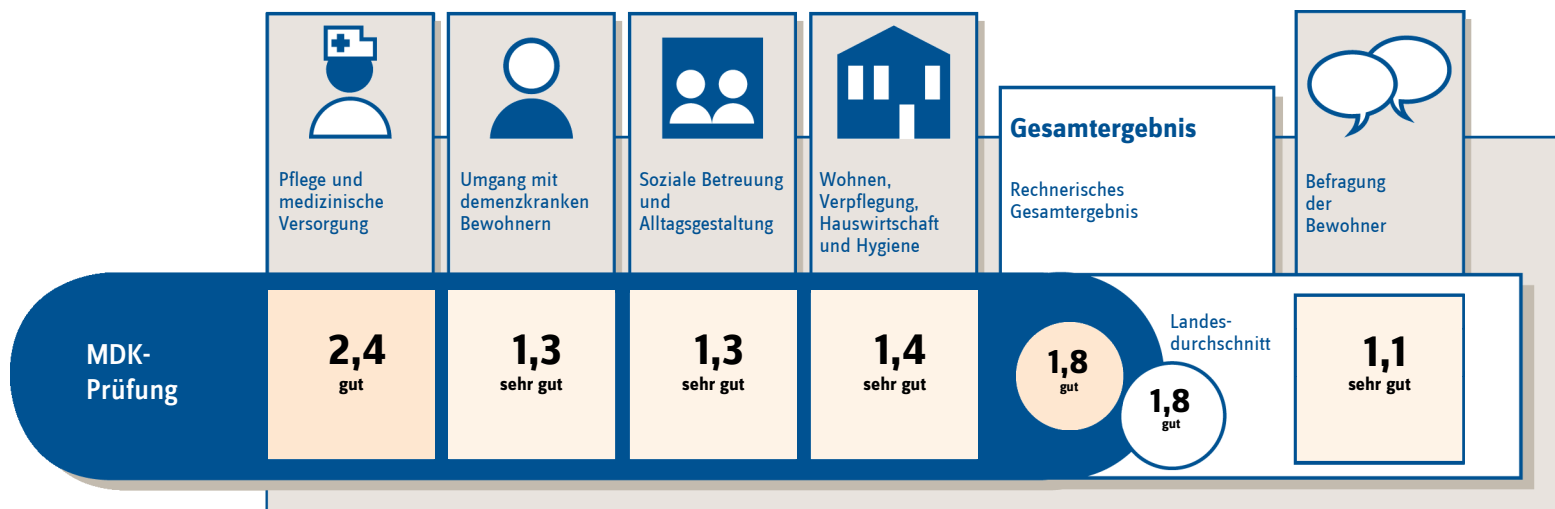 Pflege und
medizinische
Versorgung
Umgang mit
demenzkranken
Bewohnern
Soziale Betreuung
und
Alltagsgestaltung
Wohnen,
Verpflegung,
Hauswirtschaft
und Hygiene
Gesamtergebnis
Rechnerisches
Gesamtergebnis
Befragung
der
Bewohner
MDK-
Prüfung
2,4
gut
1,3
sehr gut
1,3
sehr gut
1,4
sehr gut
1,8
gut
Landes-
durchschnitt
1,8
gut
1,1
sehr gut